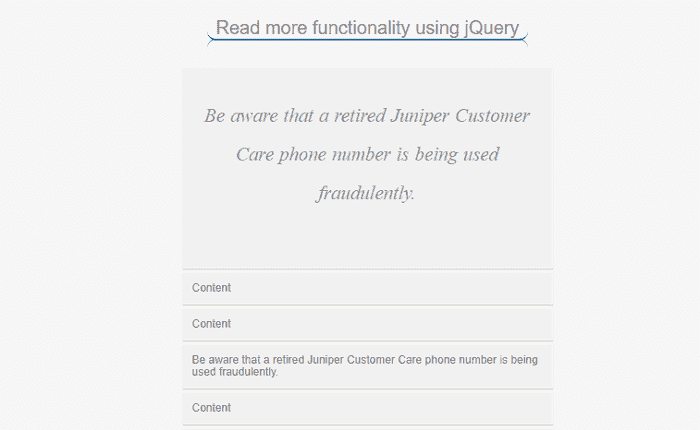 Read more functionality using jQuery
Be aware that a retired Juniper Customer
Care phone number is being used
fraudulently.
Content
Content
Be aware that a retired Juniper Customer Care phone number is being
used fraudulently.
Content